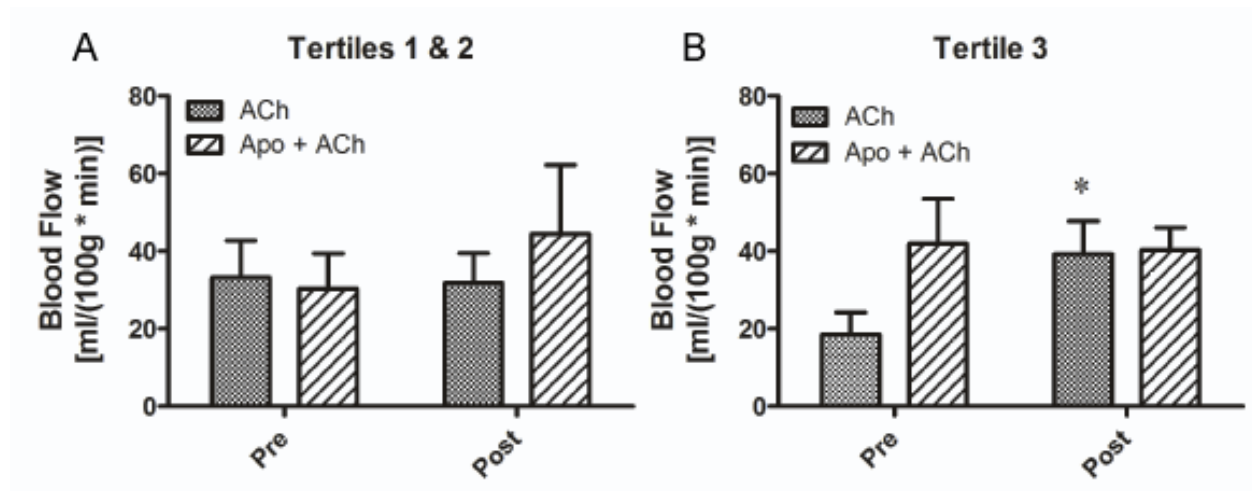 A
Tertiles 1 & 2
ACh
Apo + ACh
Blood Flow
[ml/(100g * min)]
80
60
40
20
0
Pre
Post
B
Tertile 3
ACh
Apo + ACh
Blood Flow
[ml/(100g * min)]
80
60
40
20
0
*
Pre
Post